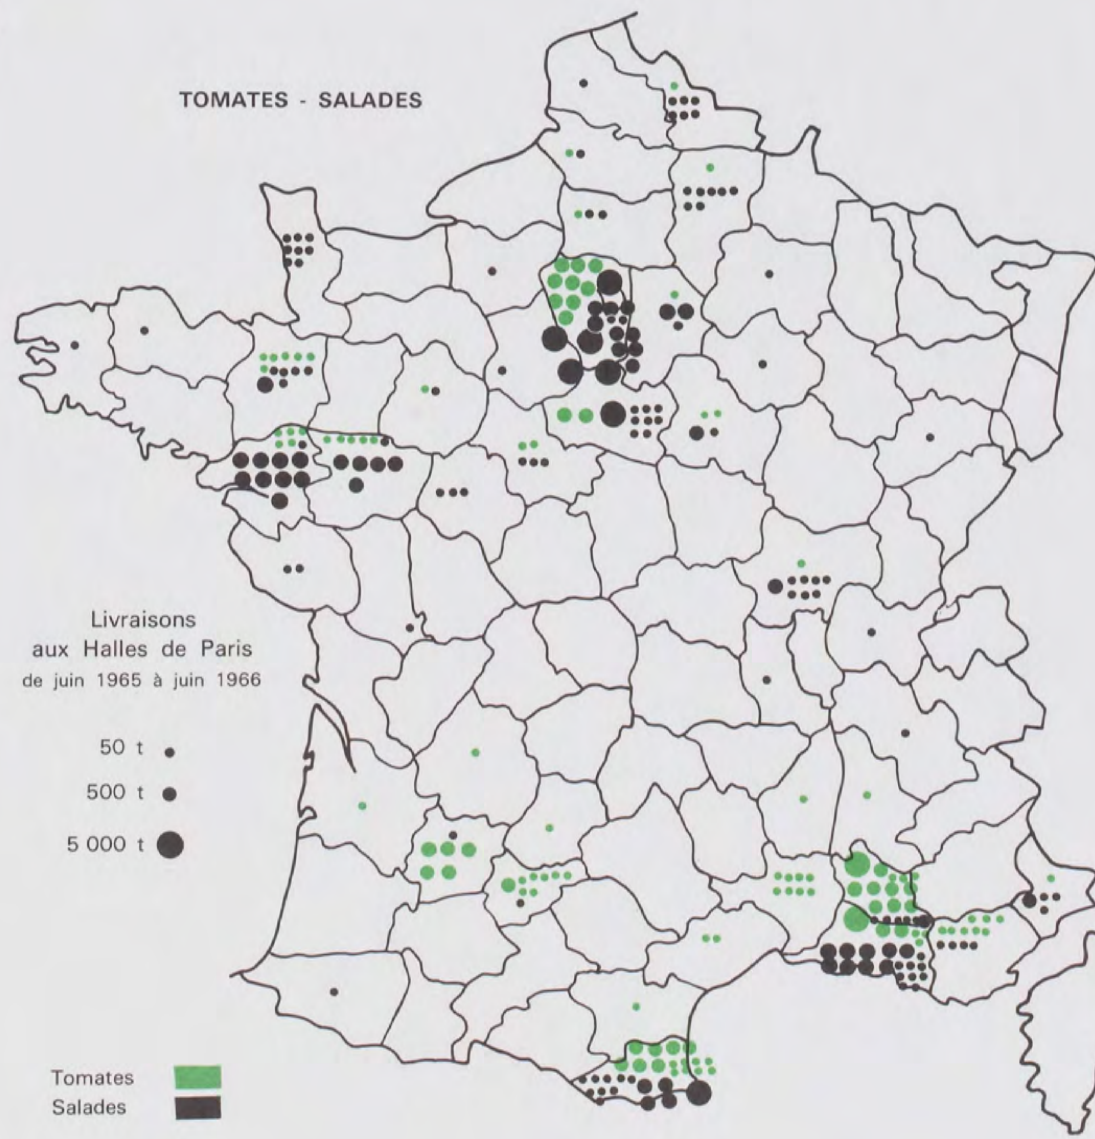 TOMATES - SALADES
Livraisons
aux Halles de Paris
de juin 1965 à juin 1966
50 t
500 t
5 000 t
Tomates
Salades